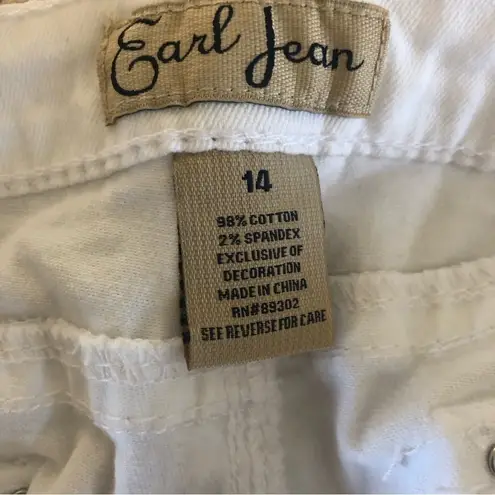 Earl Jean
14
98% COTTON
2% SPANDEX
EXCLUSIVE OF
DECORATION
MADE IN CHINA
RN#89302
SEE REVERSE FOR CARE